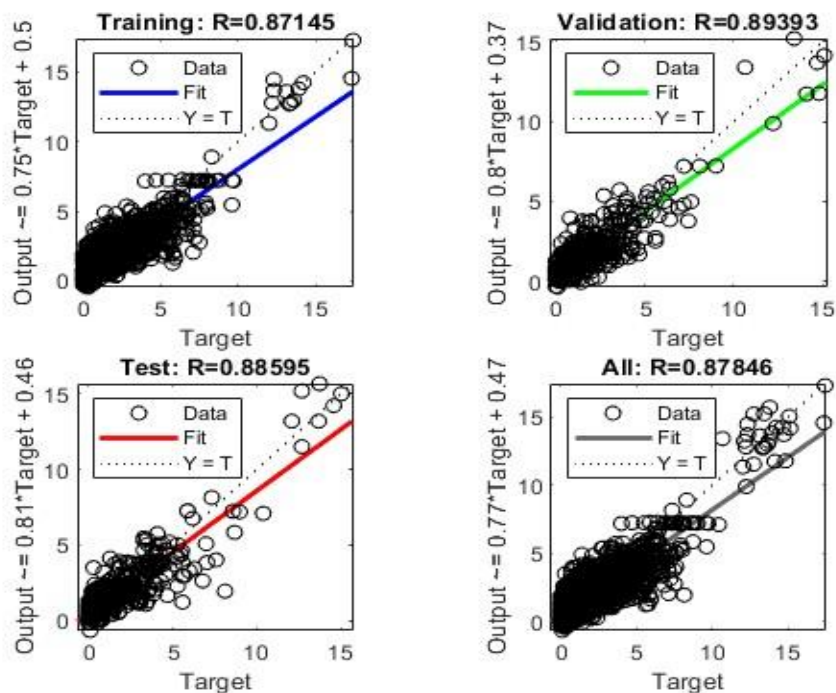 Training: R=0.87145
Output ~= 0.75*Target + 0.5
15
10
5
0
Data
Fit
Y = T
0
5
10
15
Target
Validation: R=0.89393
Output ~= 0.8*Target + 0.37
15
10
5
0
Data
Fit
Y = T
0
5
10
15
Target
Test: R=0.88595
Output ~= 0.81*Target + 0.46
15
10
5
0
Data
Fit
Y = T
0
5
10
15
Target
All: R=0.87846
Output ~= 0.77*Target + 0.47
15
10
5
0
Data
Fit
Y = T
0
5
10
15
Target